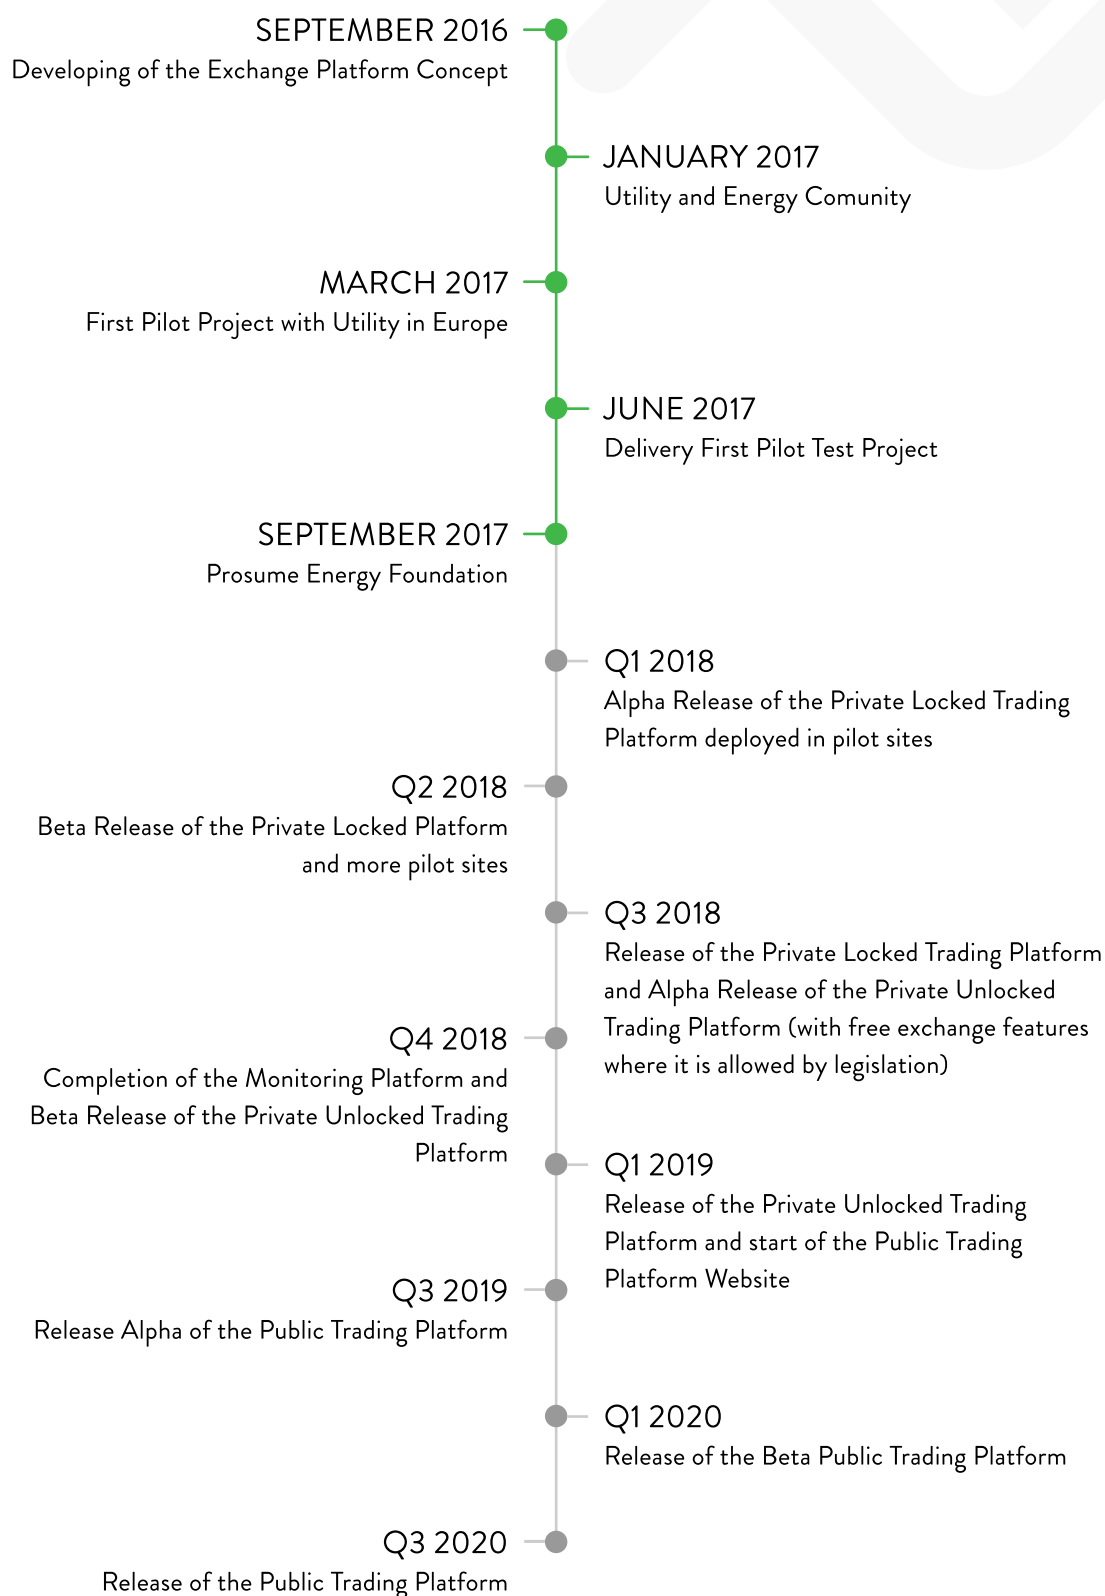 SEPTEMBER 2016
Developing of the Exchange Platform Concept
JANUARY 2017
Utility and Energy Comunity
MARCH 2017
First Pilot Project with Utility in Europe
JUNE 2017
Delivery First Pilot Test Project
SEPTEMBER 2017
Prosume Energy Foundation
Q1 2018
Alpha Release of the Private Locked Trading
Platform deployed in pilot sites
Q2 2018
Beta Release of the Private Locked Platform
and more pilot sites
Q3 2018
Release of the Private Locked Trading Platform
and Alpha Release of the Private Unlocked
Trading Platform (with free exchange features
where it is allowed by legislation)
Q4 2018
Completion of the Monitoring Platform and
Beta Release of the Private Unlocked Trading
Platform
Q1 2019
Release of the Private Unlocked Trading
Platform and start of the Public Trading
Platform Website
Q3 2019
Release Alpha of the Public Trading Platform
Q1 2020
Release of the Beta Public Trading Platform
Q3 2020
Release of the Public Trading Platform